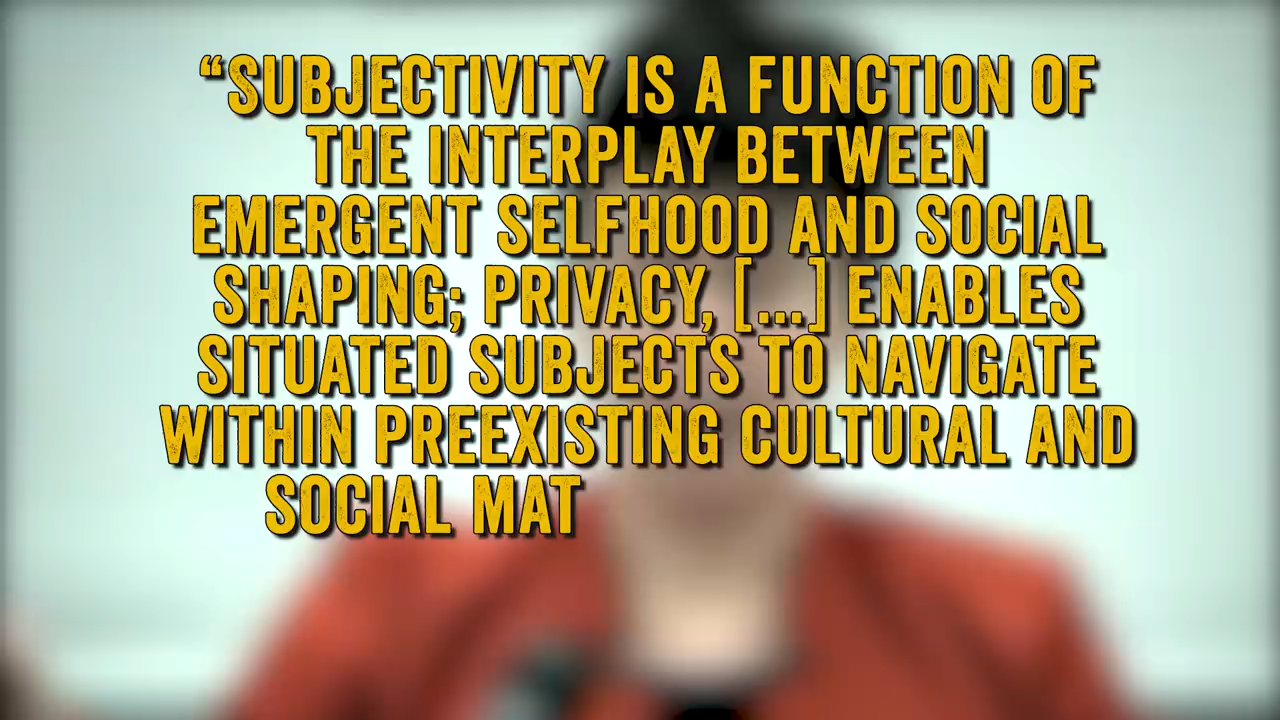 “SUBJECTIVITY IS A FUNCTION OF
THE INTERPLAY BETWEEN
EMERGENT SELFHOOD AND SOCIAL
SHAPING; PRIVACY, [...] ENABLES
SITUATED SUBJECTS TO NAVIGATE
WITHIN PREEXISTING CULTURAL AND
SOCIAL MAT